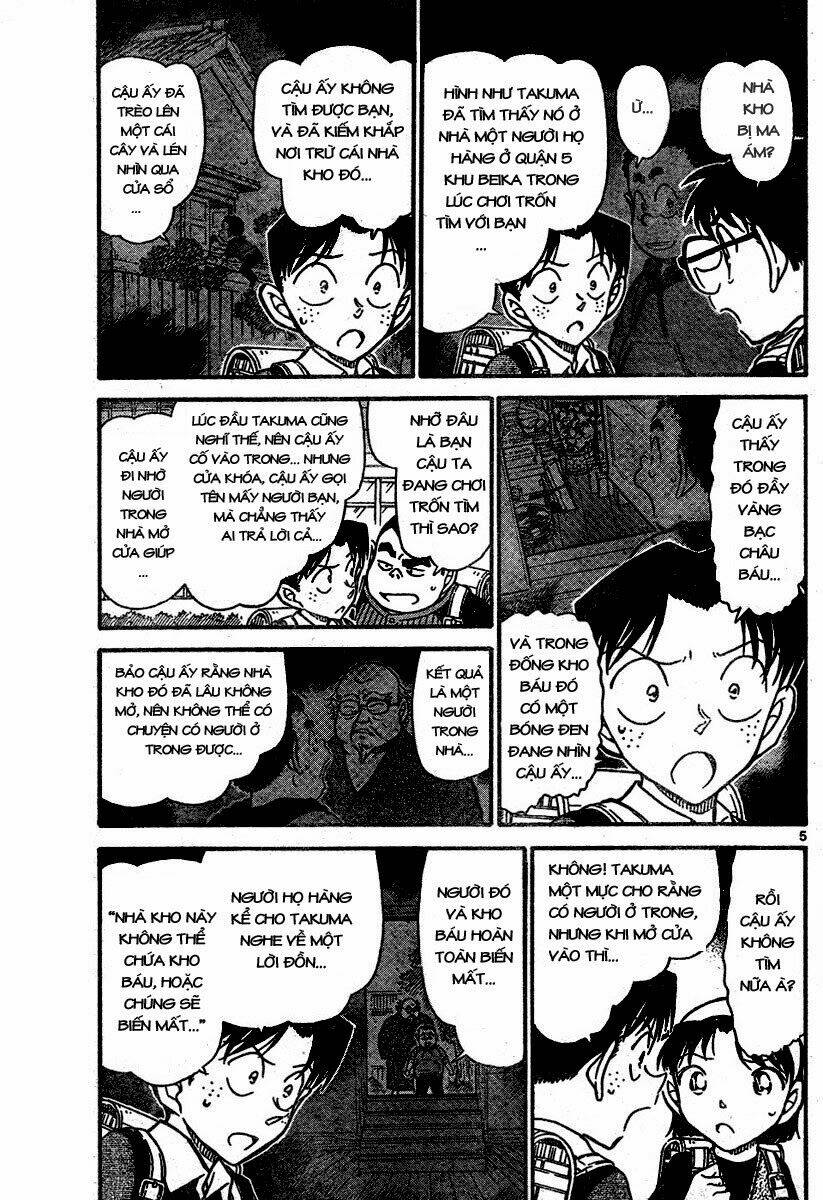 NHÀ
KHO
BỊ MA
ÁM?
Ừ...
HÌNH NHƯ TAKUMA
ĐÃ TÌM THẤY NÓ Ở
NHÀ MỘT NGƯỜI HỌ
HÀNG Ở QUẬN 5
KHU BEIKA TRONG
LÚC CHƠI TRỐN
TÌM VỚI BẠN
...
CẬU ẤY KHÔNG
TÌM ĐƯỢC BẠN,
VÀ ĐÃ KIẾM KHẮP
NƠI TRỪ CÁI NHÀ
KHO ĐÓ...
CẬU ẤY ĐÃ
TRÈO LÊN
MỘT CÁI
CÂY VÀ LÉN
NHÌN QUA
CỬA SỔ
...
CẬU ẤY
THẤY
TRONG
ĐÓ ĐẦY
VÀNG
BẠC
CHÂU
BÁU...
VÀ TRONG
ĐỐNG KHO
BÁU ĐÓ
CÓ MỘT
BÓNG ĐEN
ĐANG NHÌN
CẬU ẤY...
NHỠ ĐÂU
LÀ BẠN
CẬU TA
ĐANG CHƠI
TRỐN TÌM
THÌ SAO?
LÚC ĐẦU TAKUMA CŨNG
NGHĨ THẾ, NÊN CẬU ẤY
CỐ VÀO TRONG... NHƯNG
CỬA KHÓA, CẬU ẤY GỌI
TÊN MẤY NGƯỜI BẠN,
MÀ CHẲNG THẤY
AI TRẢ LỜI CẢ...
CẬU ẤY
ĐI NHỜ
NGƯỜI
TRONG
NHÀ MỞ
CỬA GIÚP
...
KẾT QUẢ
LÀ MỘT
NGƯỜI
TRONG
NHÀ...
BẢO CẬU ẤY RẰNG NHÀ
KHO ĐÓ ĐÃ LÂU KHÔNG
MỞ, NÊN KHÔNG THỂ CÓ
CHUYỆN CÓ NGƯỜI Ở
TRONG ĐƯỢC...
5
RỒI
CẬU ẤY
KHÔNG
TÌM
NỮA À?
KHÔNG! TAKUMA
MỘT MỰC CHO RẰNG
CÓ NGƯỜI Ở TRONG,
NHƯNG KHI MỞ CỬA
VÀO THÌ...
NGƯỜI ĐÓ
VÀ KHO
BÁU HOÀN
TOÀN BIẾN
MẤT...
NGƯỜI HỌ HÀNG
KỂ CHO TAKUMA
NGHE VỀ MỘT
LỜI ĐỒN...
"NHÀ KHO NÀY
KHÔNG THỂ
CHỨA KHO
BÁU, HOẶC
CHÚNG SẼ
BIẾN MẤT..."